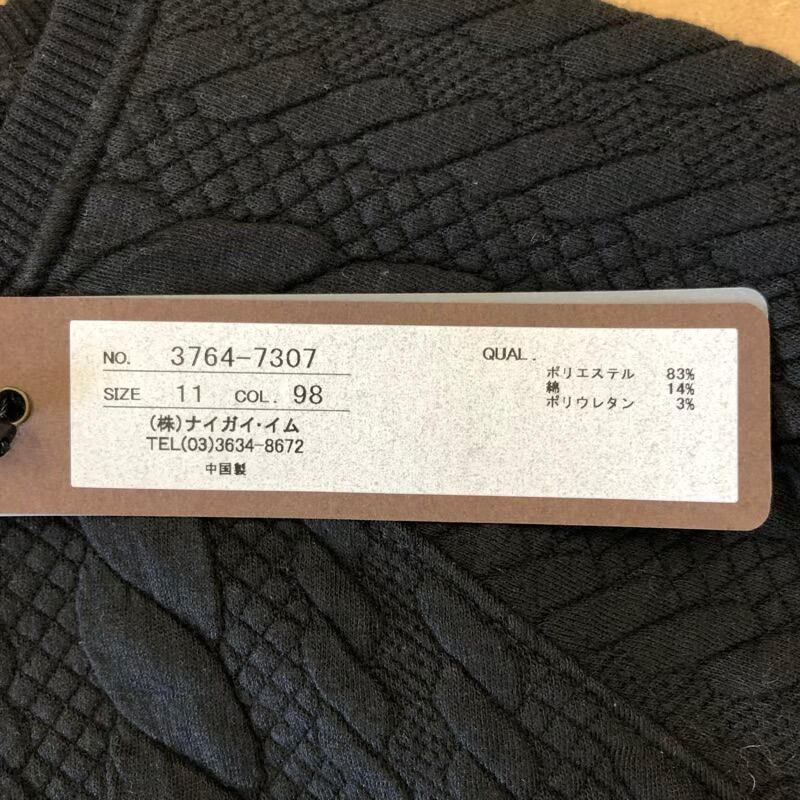 NO. 3764-7307
SIZE 11 COL. 98
(株)ナイガイ・イム
TEL(03)3634-8672
中国製
QUAL.
ポリエステル 83%
綿 14%
ポリウレタン 3%